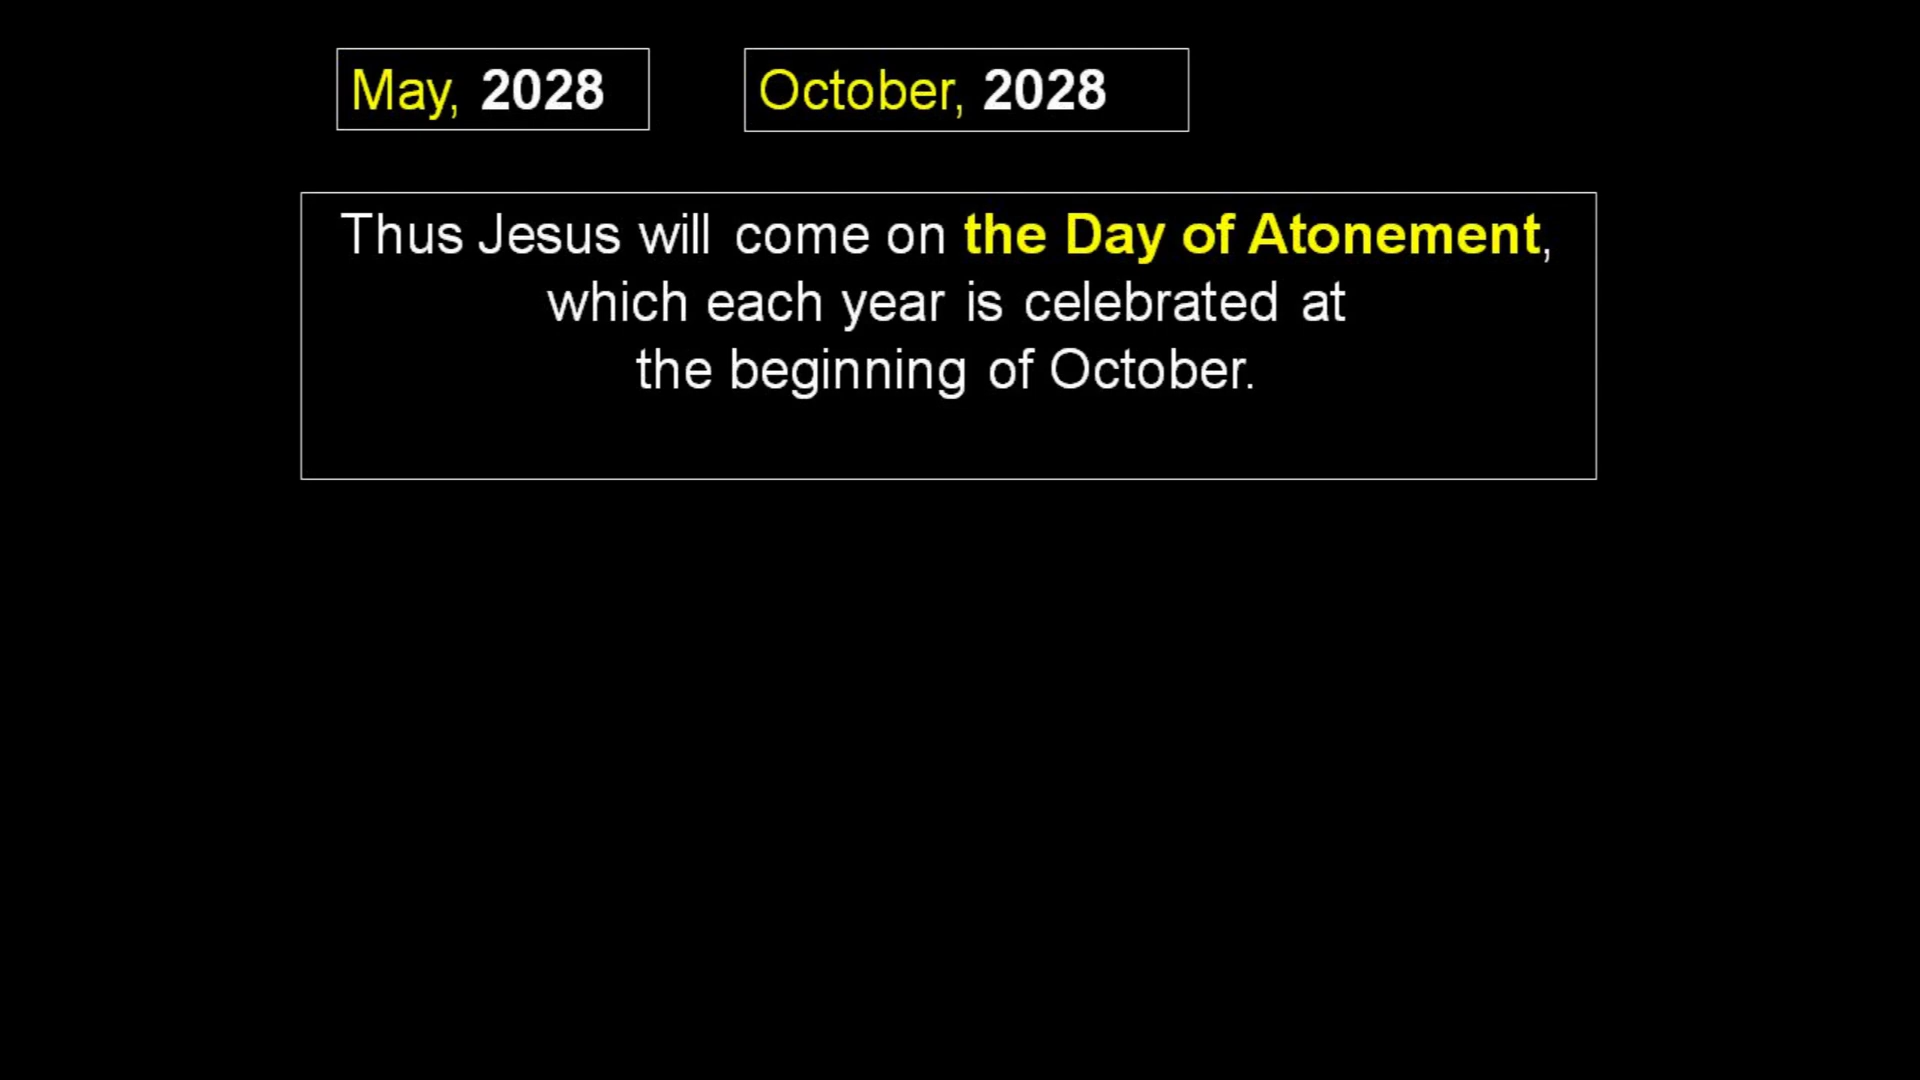 May, 2028
October, 2028
Thus Jesus will come on the Day of Atonement,
which each year is celebrated at
the beginning of October.